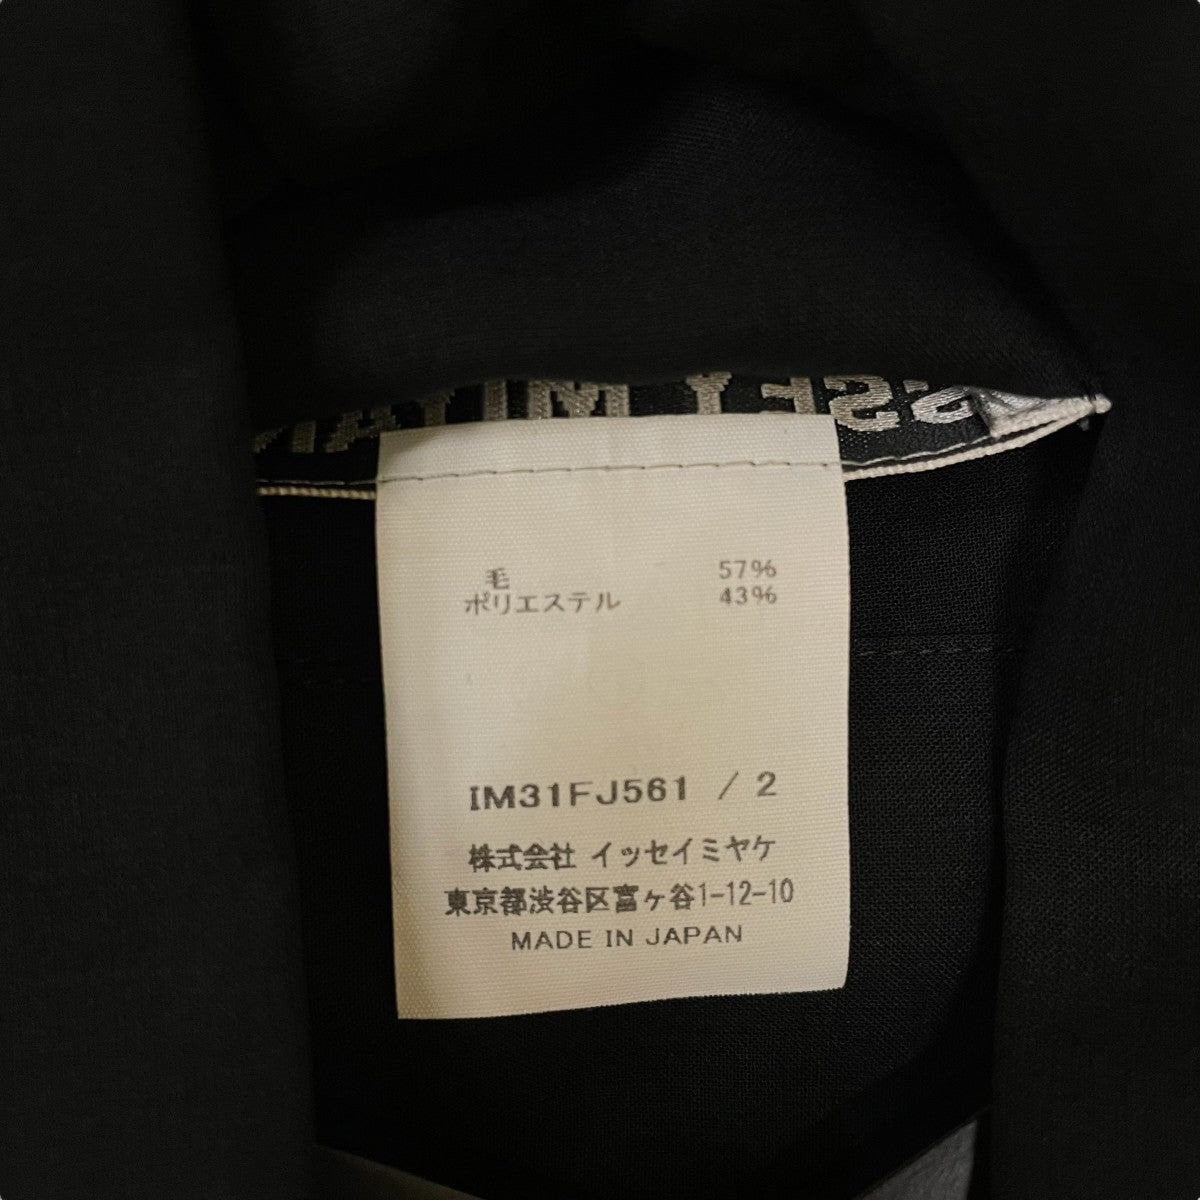 毛 57%
ポリエステル 43%
IM31FJ561 / 2
株式会社 イッセイミヤケ
東京都渋谷区富ヶ谷1-12-10
MADE IN JAPAN